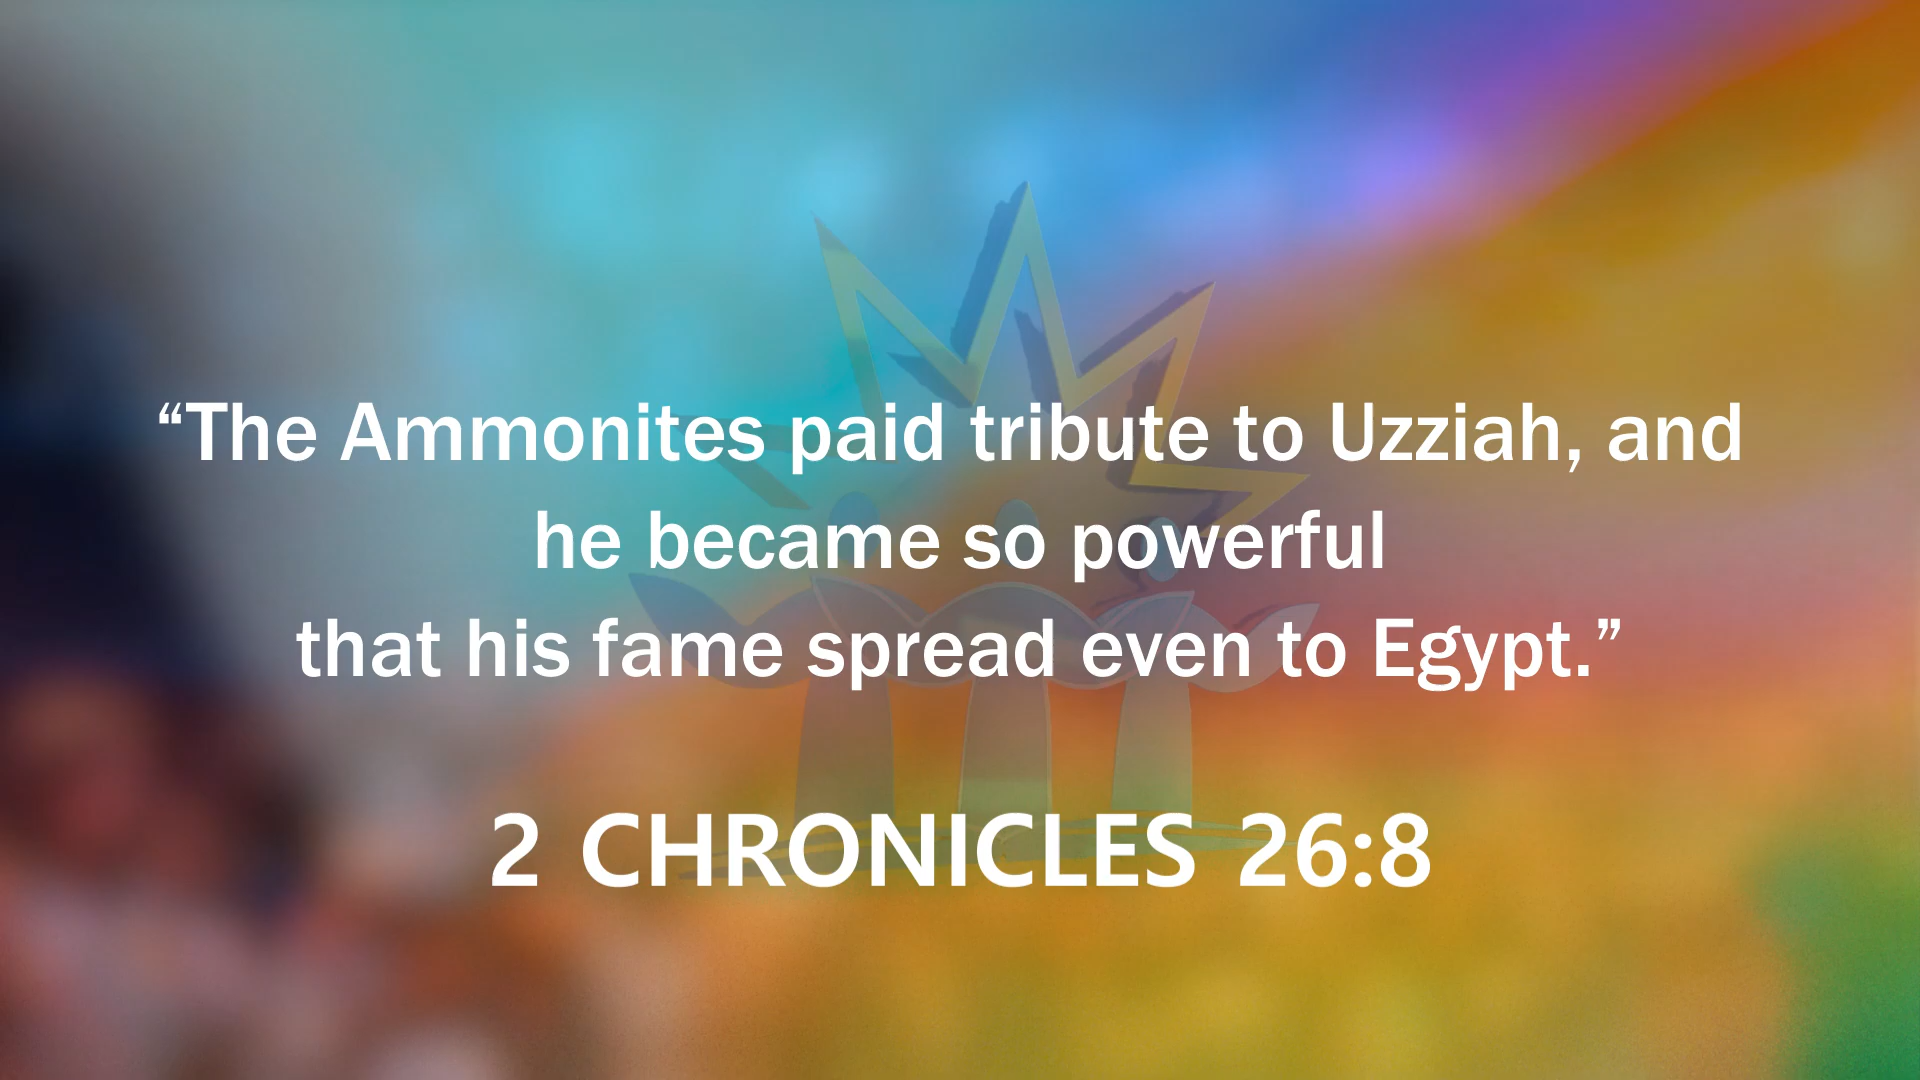 “The Ammonites paid tribute to Uzziah, and
he became so powerful
that his fame spread even to Egypt.”
2 CHRONICLES 26:8